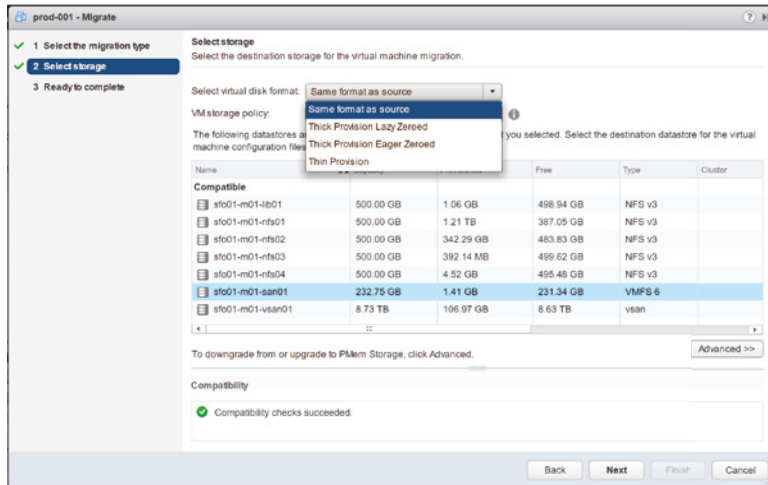 prod-001 - Migrate
1 Select the migration type
2 Select storage
3 Ready to complete
Select storage
Select the destination storage for the virtual machine migration.
Select virtual disk format: Same format as source
Same format as source
Thick Provision Lazy Zeroed
Thick Provision Eager Zeroed
Thin Provision
VM storage policy:
The following datastores a t you selected. Select the destination datastore for the virtual
machine configuration files
Name Free Type Cluster
Compatible
sfo01-m01-lib01 500.00 GB 1.06 GB 498.94 GB NFS v3
sfo01-m01-nfs01 500.00 GB 1.21 TB 387.05 GB NFS v3
sfo01-m01-nfs02 500.00 GB 342.29 GB 483.83 GB NFS v3
sfo01-m01-nfs03 500.00 GB 392.14 MB 499.62 GB NFS v3
sfo01-m01-nfs04 500.00 GB 4.52 GB 495.48 GB NFS v3
sfo01-m01-san01 232.75 GB 1.41 GB 231.34 GB VMFS 6
sfo01-m01-vsan01 8.73 TB 106.97 GB 8.63 TB vsan
To downgrade from or upgrade to PMem Storage, click Advanced.
Advanced >>
Compatibility
Compatibility checks succeeded.
Back Next Finish Cancel